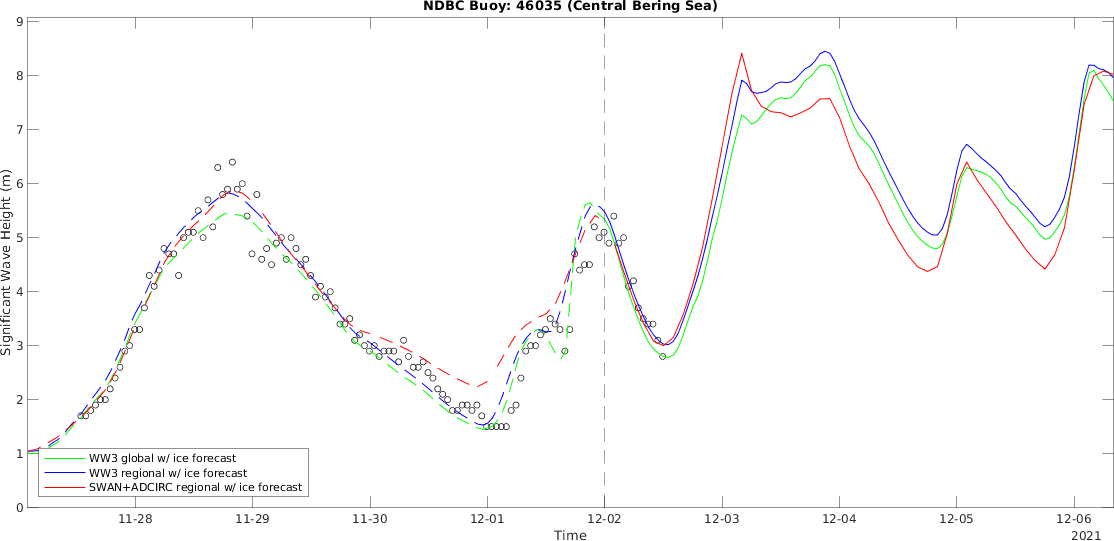 NDBC Buoy: 46035 (Central Bering Sea)
Significant Wave Height (m)
9
8
7
6
5
4
3
2
1
0
WW3 global w/ ice forecast
WW3 regional w/ ice forecast
SWAN+ADCIRC regional w/ ice forecast
11-28 11-29 11-30 12-01 12-02 12-03 12-04 12-05 12-06
Time
2021